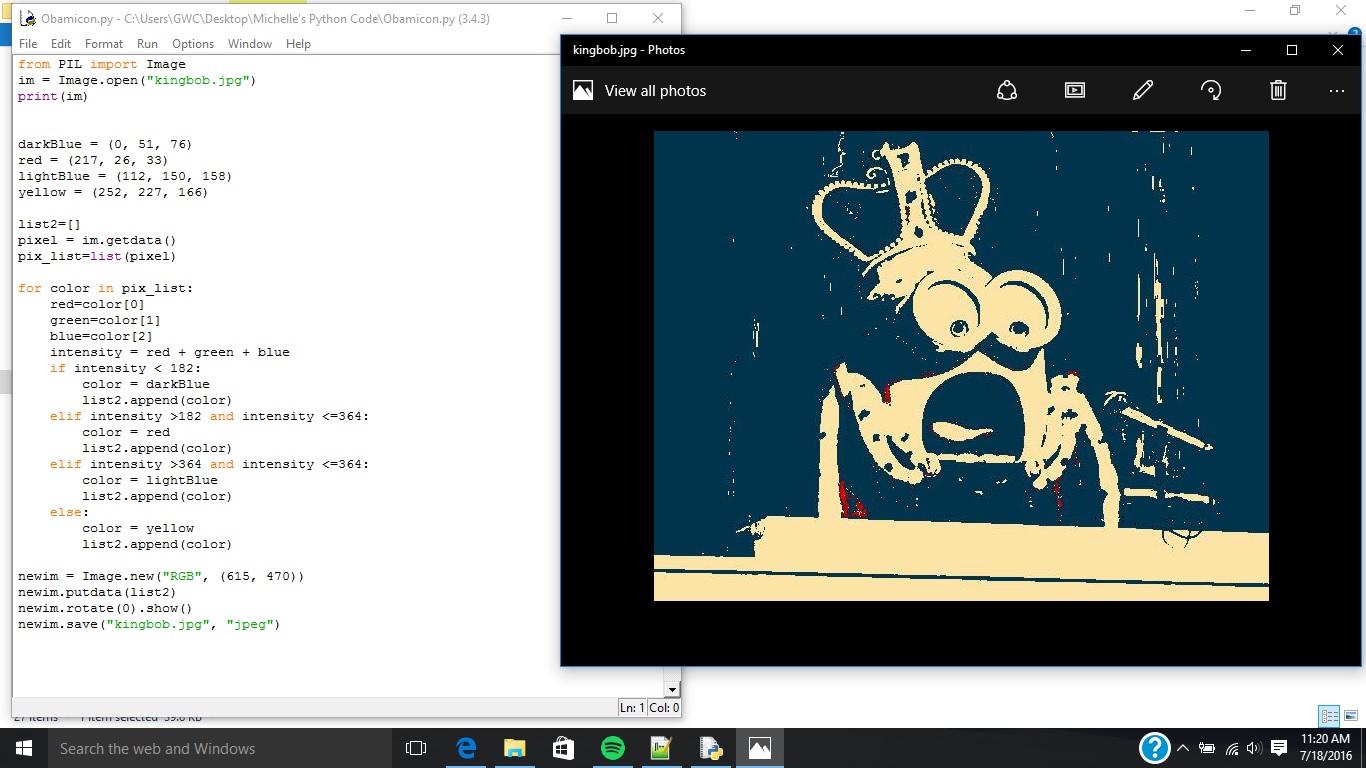 Obamicon.py - C:\Users\GWC\Desktop\Michelle's Python Code\Obamicon.py (3.4.3)
File Edit Format Run Options Window Help
from PIL import Image
im = Image.open("kingbob.jpg")
print(im)
darkBlue = (0, 51, 76)
red = (217, 26, 33)
lightBlue = (112, 150, 158)
yellow = (252, 227, 166)
list2=[]
pixel = im.getdata()
pix_list=list(pixel)
for color in pix_list:
    red=color[0]
    green=color[1]
    blue=color[2]
    intensity = red + green + blue
    if intensity < 182:
        color = darkBlue
        list2.append(color)
    elif intensity >182 and intensity <=364:
        color = red
        list2.append(color)
    elif intensity >364 and intensity <=364:
        color = lightBlue
        list2.append(color)
    else:
        color = yellow
        list2.append(color)
newim = Image.new("RGB", (615, 470))
newim.putdata(list2)
newim.rotate(0).show()
newim.save("kingbob.jpg", "jpeg")
Ln: 1 Col: 0
kingbob.jpg - Photos
View all photos
27 items 1 item selected 39.6 KB
Search the web and Windows
11:20 AM
7/18/2016